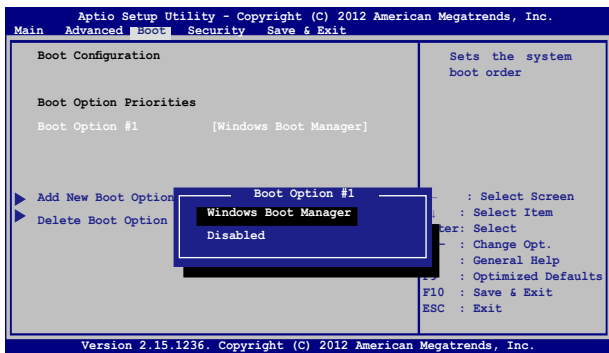 Aptio Setup Utility - Copyright (C) 2012 American Megatrends, Inc.
Main Advanced Boot Security Save & Exit
Boot Configuration
Boot Option Priorities
Boot Option #1 [Windows Boot Manager]
Add New Boot Option
Delete Boot Option
Boot Option #1
Windows Boot Manager
Disabled
Sets the system
boot order
: Select Screen
: Select Item
ter: Select
: Change Opt.
: General Help
: Optimized Defaults
F10 : Save & Exit
ESC : Exit
Version 2.15.1236. Copyright (C) 2012 American Megatrends, Inc.